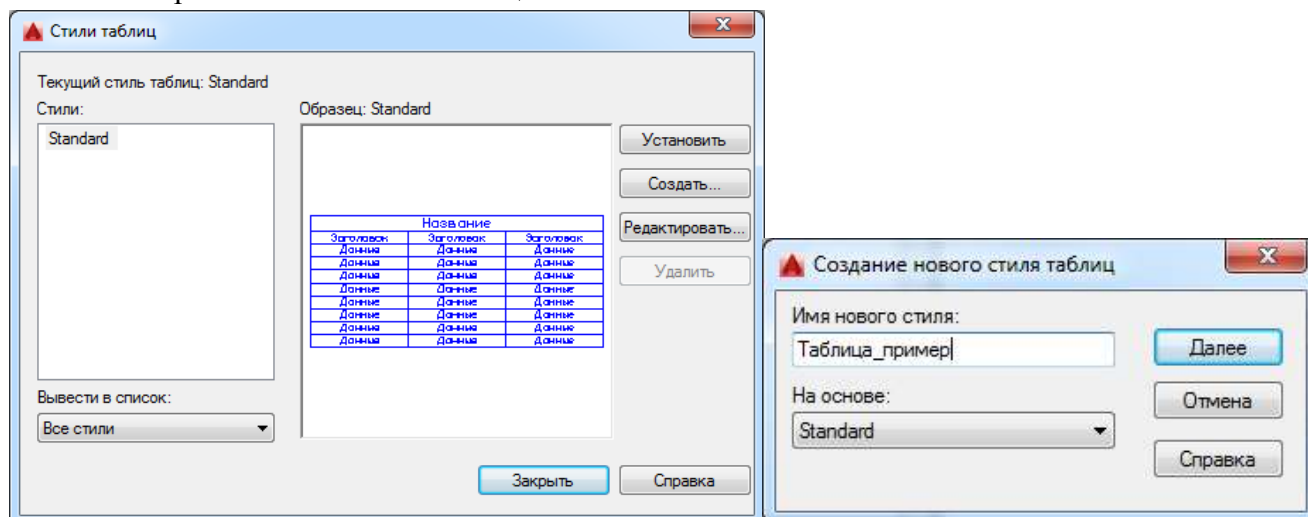 Стили таблиц
Текущий стиль таблиц: Standard
Стили:
Образец: Standard
Standard
Установить
Создать...
Редактировать...
Удалить
Название
Заголовок Заголовок Заголовок
Данные Данные Данные
Данные Данные Данные
Данные Данные Данные
Данные Данные Данные
Данные Данные Данные
Данные Данные Данные
Данные Данные Данные
Данные Данные Данные
Вывести в список:
Все стили
Закрыть
Справка
Создание нового стиля таблиц
Имя нового стиля:
Таблица_пример
Далее
На основе:
Отмена
Standard
Справка